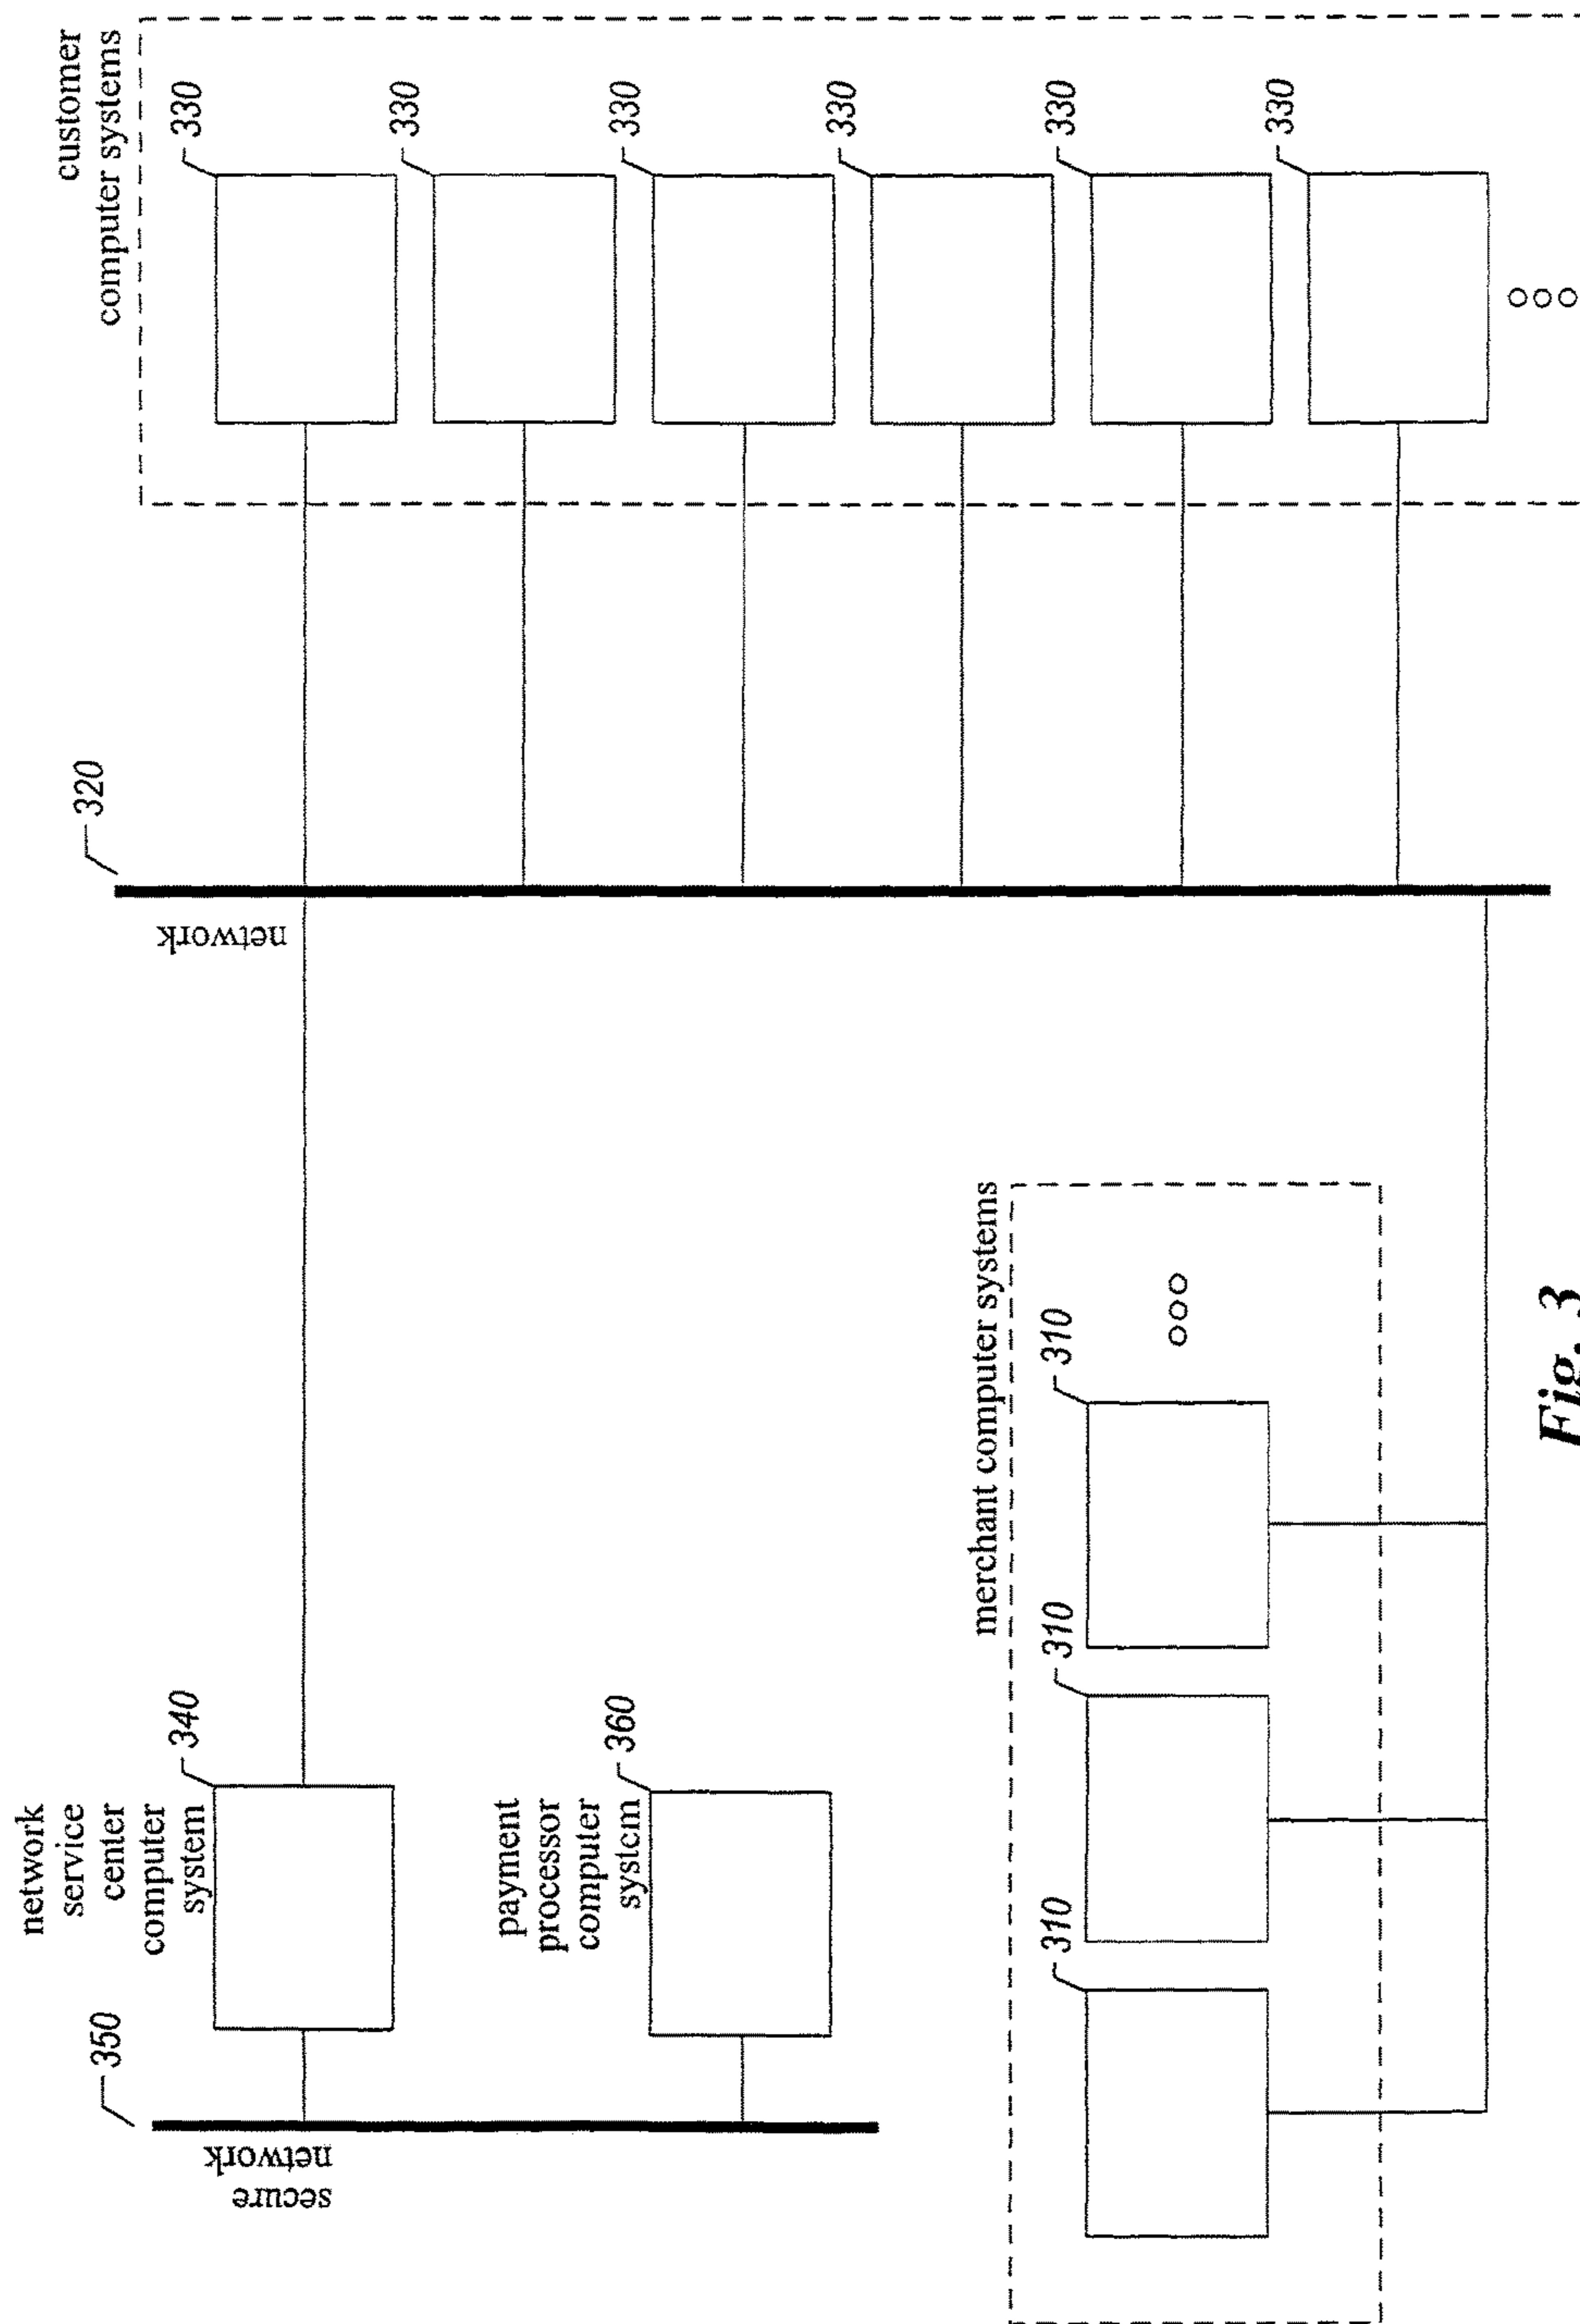 network
service
center
computer
system
340
350
secure
network
payment
processor
computer
system
360
320
network
customer
computer systems
330
330
330
330
330
330
merchant computer systems
310
310
310
Fig. 3